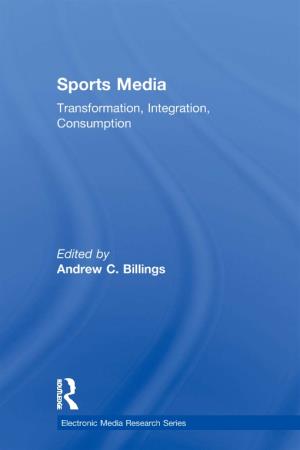 Sports Media
Transformation, Integration,
Consumption
Edited by
Andrew C. Billings
ROUTLEDGE
Electronic Media Research Series